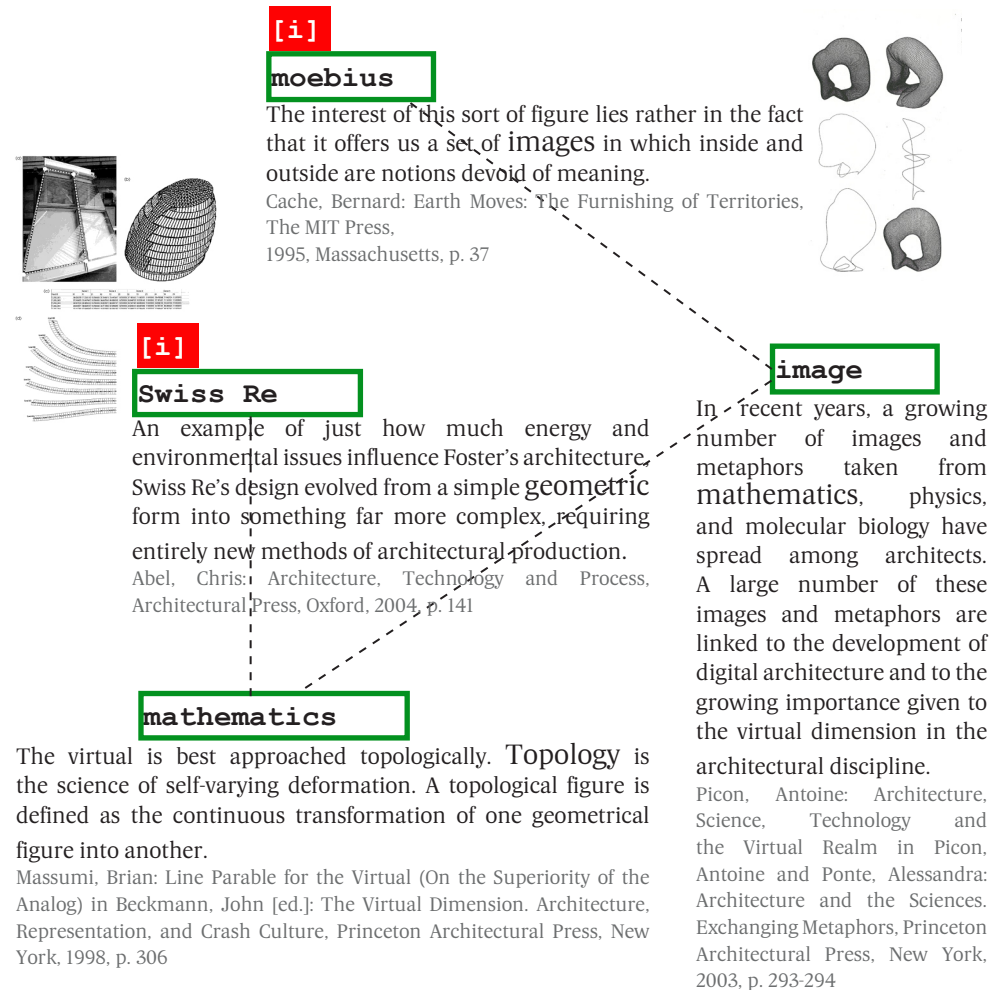 [i]
moebius
The interest of this sort of figure lies rather in the fact
that it offers us a set of images in which inside and
outside are notions devoid of meaning.
Cache, Bernard: Earth Moves: The Furnishing of Territories,
The MIT Press,
1995, Massachusetts, p. 37
[i]
Swiss Re
An example of just how much energy and
environmental issues influence Foster's architecture,
Swiss Re's design evolved from a simple geometric
form into something far more complex, requiring
entirely new methods of architectural production.
Abel, Chris: Architecture, Technology and Process,
Architectural Press, Oxford, 2004, p. 141
image
In recent years, a growing
number of images and
metaphors taken from
mathematics, physics,
and molecular biology have
spread among architects.
A large number of these
images and metaphors are
linked to the development of
digital architecture and to the
growing importance given to
the virtual dimension in the
architectural discipline.
Picon, Antoine: Architecture,
Science, Technology and
the Virtual Realm in Picon,
Antoine and Ponte, Alessandra:
Architecture and the Sciences.
Exchanging Metaphors, Princeton
Architectural Press, New York,
2003, p. 293-294
mathematics
The virtual is best approached topologically. Topology is
the science of self-varying deformation. A topological figure is
defined as the continuous transformation of one geometrical
figure into another.
Massumi, Brian: Line Parable for the Virtual (On the Superiority of the
Analog) in Beckmann, John [ed.]: The Virtual Dimension. Architecture,
Representation, and Crash Culture, Princeton Architectural Press, New
York, 1998, p. 306